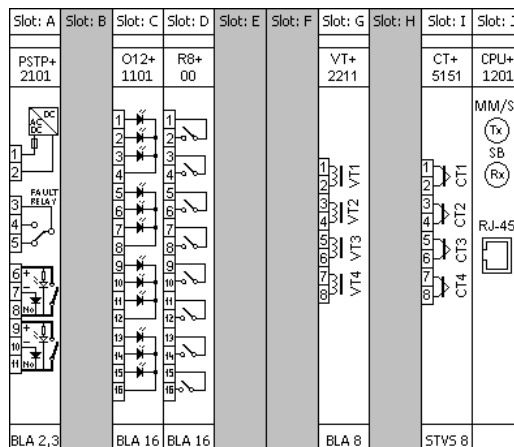 Slot: A Slot: B Slot: C Slot: D Slot: E Slot: F Slot: G Slot: H Slot: I Slot: J
PSTP+ O12+ R8+ VT+ CT+ CPU+
2101 1101 00 2211 5151 1201
AC
DC
DC
1
2
FAULT
RELAY
3
4
5
6 +
7 -
8 No
9 +
10 -
11 No
1
2
3
4
5
6
7
8
9
10
11
12
13
14
15
16
1
2
3
4
5
6
7
8
9
10
11
12
13
14
15
16
1
2
VT1
3
4
VT2
5
6
VT3
7
8
VT4
1
2
CT1
3
4
CT2
5
6
CT3
7
8
CT4
MM/S
Tx
SB
Rx
RJ-45
BLA 2,3 BLA 16 BLA 16 BLA 8 STVS 8